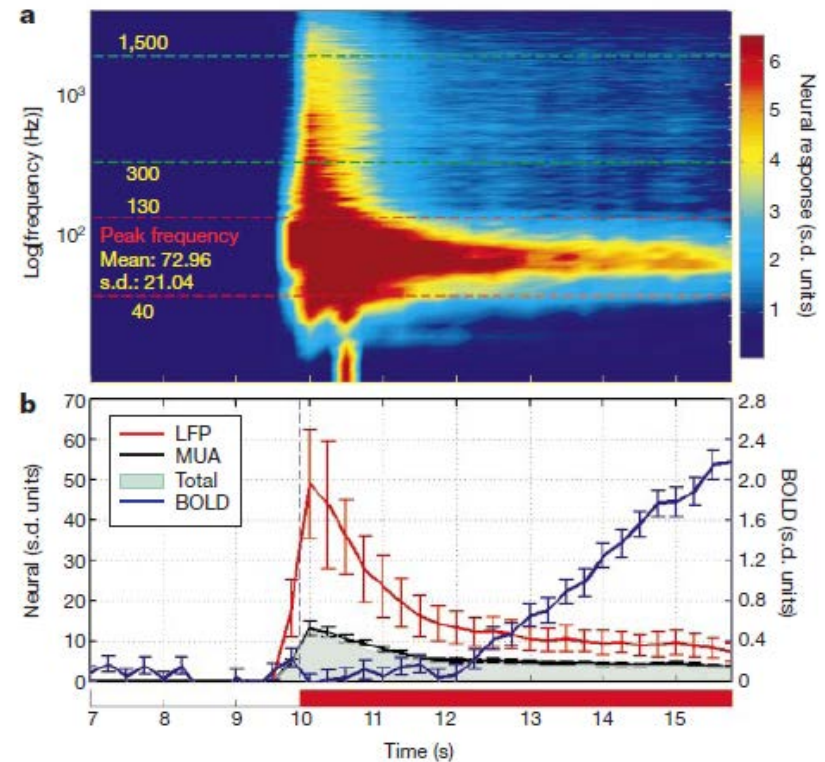 a
1,500
10³
300
130
10²
Peak frequency
Mean: 72.96
s.d.: 21.04
40
Log[frequency (Hz)]
6
5
4
3
2
1
Neural response (s.d. units)
b
70
60
50
40
30
20
10
0
Neural (s.d. units)
LFP
MUA
Total
BOLD
2.8
2.4
2.0
1.6
1.2
0.8
0.4
0
BOLD (s.d. units)
7 8 9 10 11 12 13 14 15
Time (s)